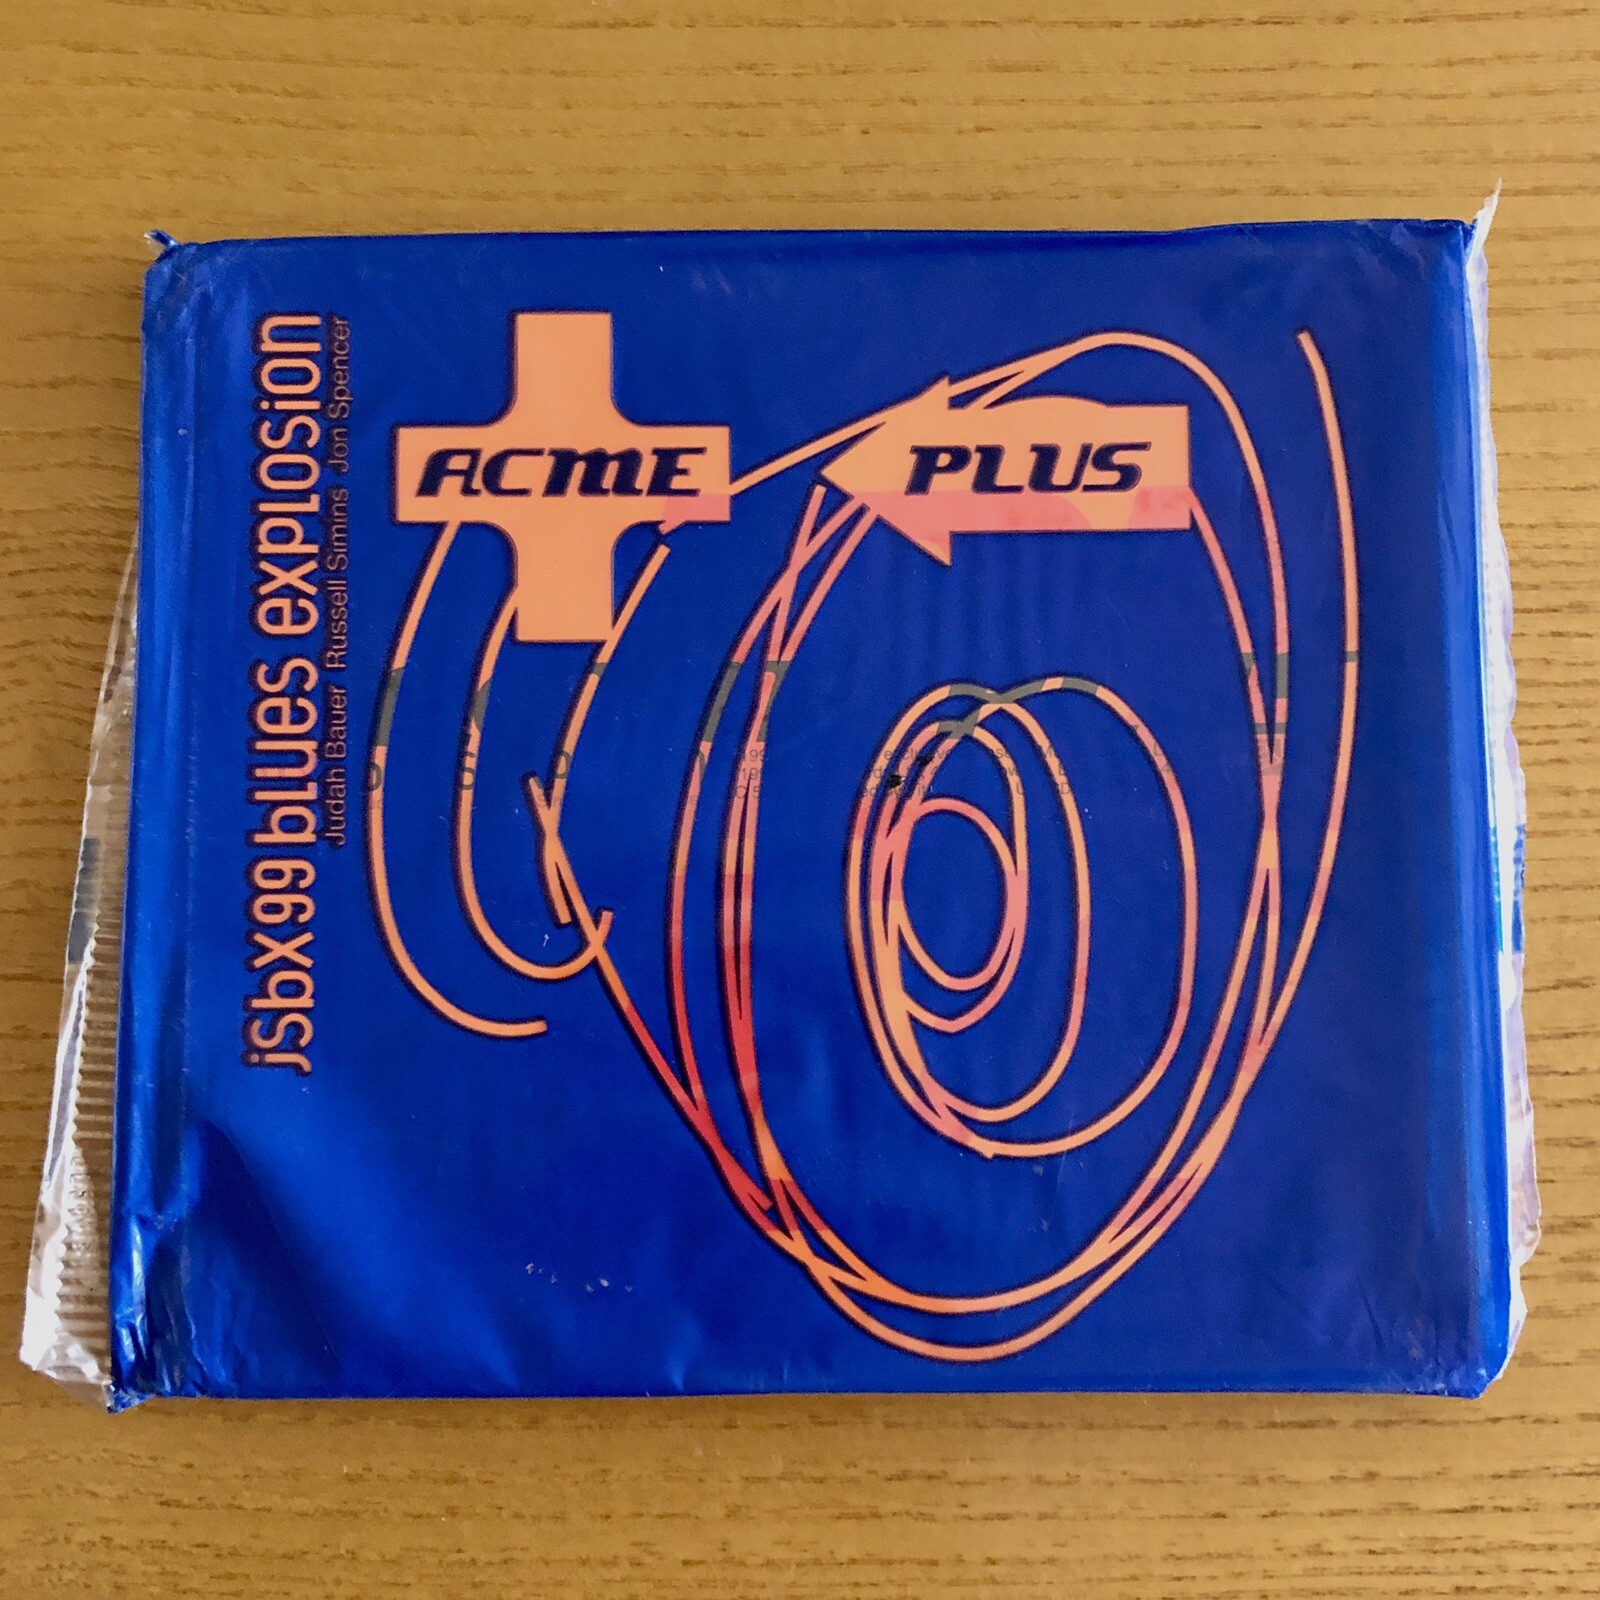 jSbX99 blues explosion
Judah Bauer Russell Simins Jon Spencer
ACME
PLUS